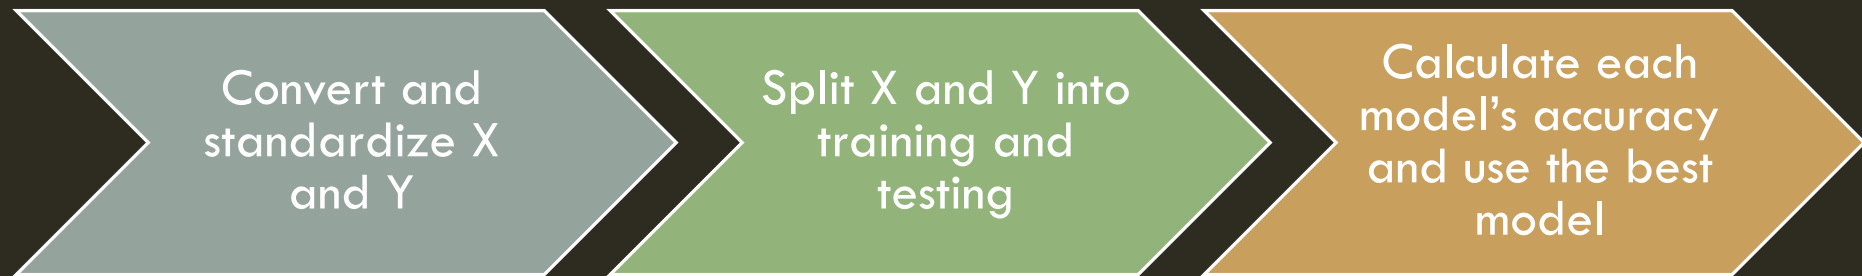 Convert and
standardize X
and Y
Split X and Y into
training and
testing
Calculate each
model’s accuracy
and use the best
model